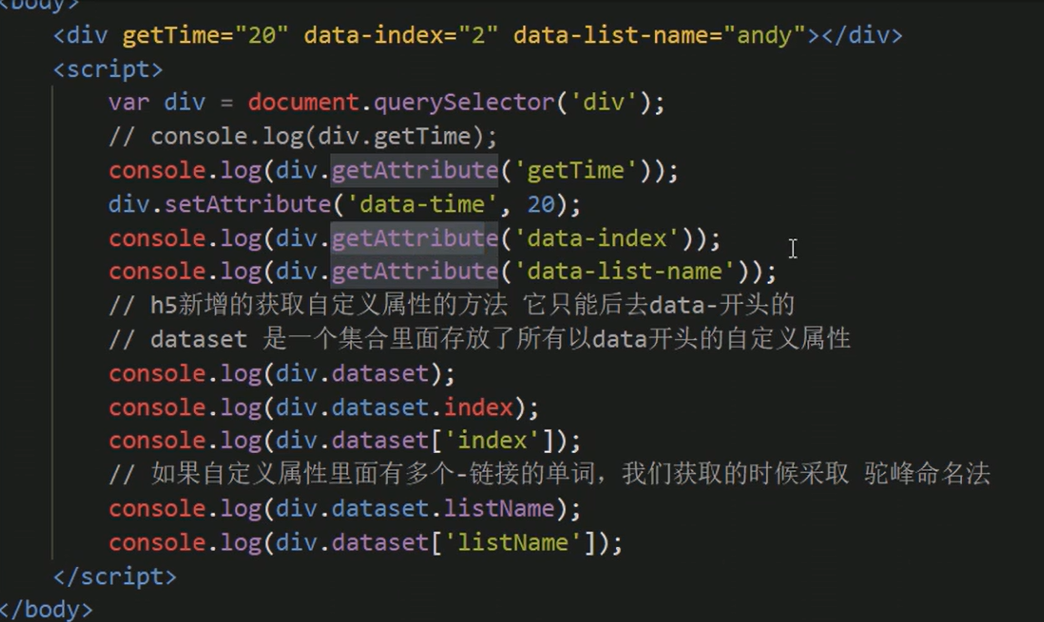 <body>
<div getTime="20" data-index="2" data-list-name="andy"></div>
<script>
var div = document.querySelector('div');
// console.log(div.getTime);
console.log(div.getAttribute('getTime'));
div.setAttribute('data-time', 20);
console.log(div.getAttribute('data-index'));
console.log(div.getAttribute('data-list-name'));
// h5新增的获取自定义属性的方法 它只能后去data-开头的
// dataset 是一个集合里面存放了所有以data开头的自定义属性
console.log(div.dataset);
console.log(div.dataset.index);
console.log(div.dataset['index']);
// 如果自定义属性里面有多个-链接的单词，我们获取的时候采取 驼峰命名法
console.log(div.dataset.listName);
console.log(div.dataset['listName']);
</script>
</body>